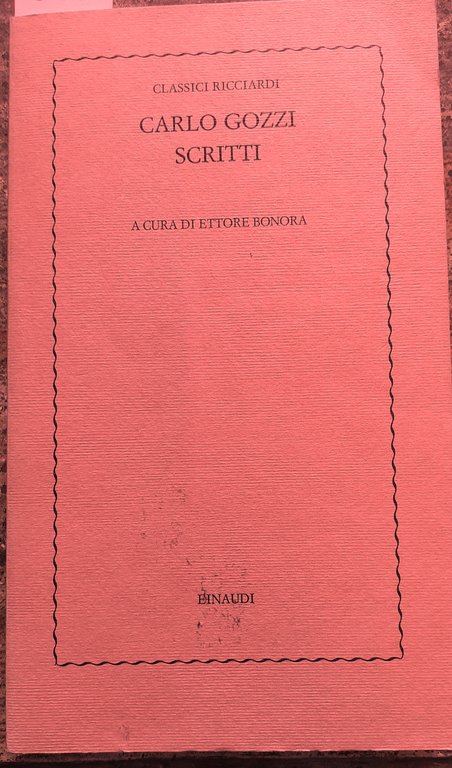 CLASSICI RICCIARDI
CARLO GOZZI
SCRITTI
A CURA DI ETTORE BONORA
EINAUDI